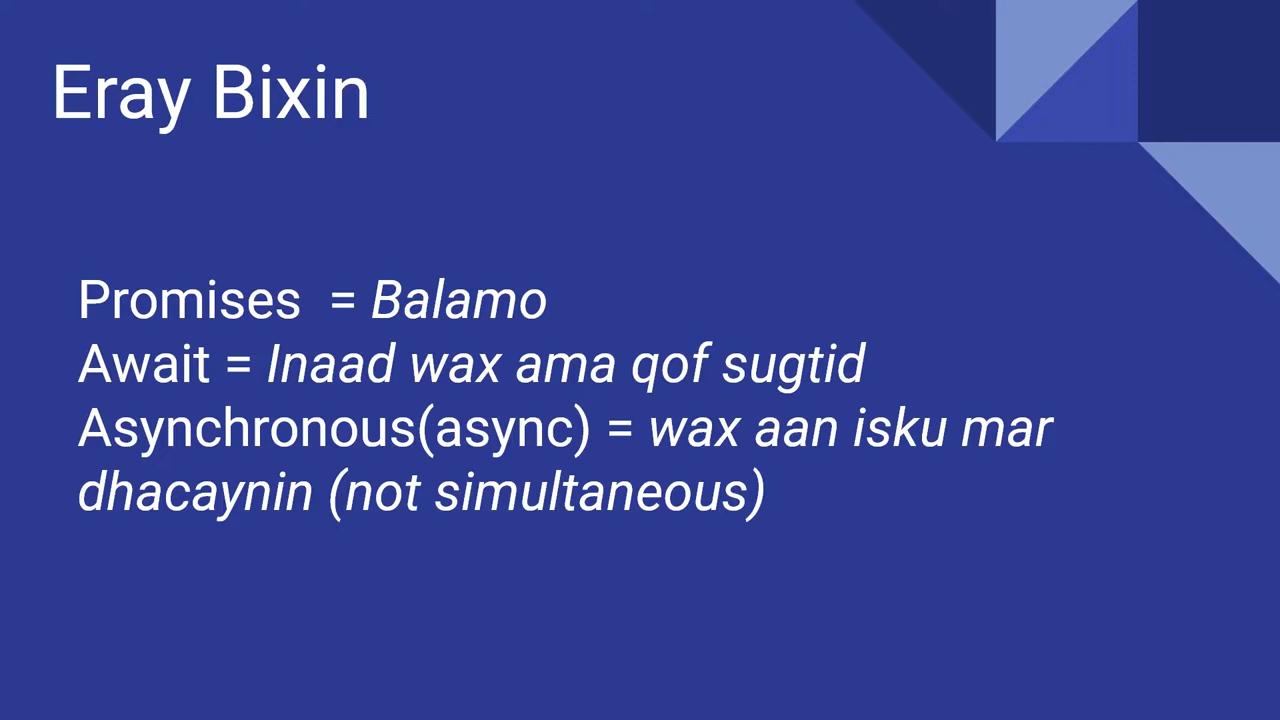 Eray Bixin
Promises  = Balamo
Await = Inaad wax ama qof sugtid
Asynchronous(async) = wax aan isku mar
dhacaynin (not simultaneous)